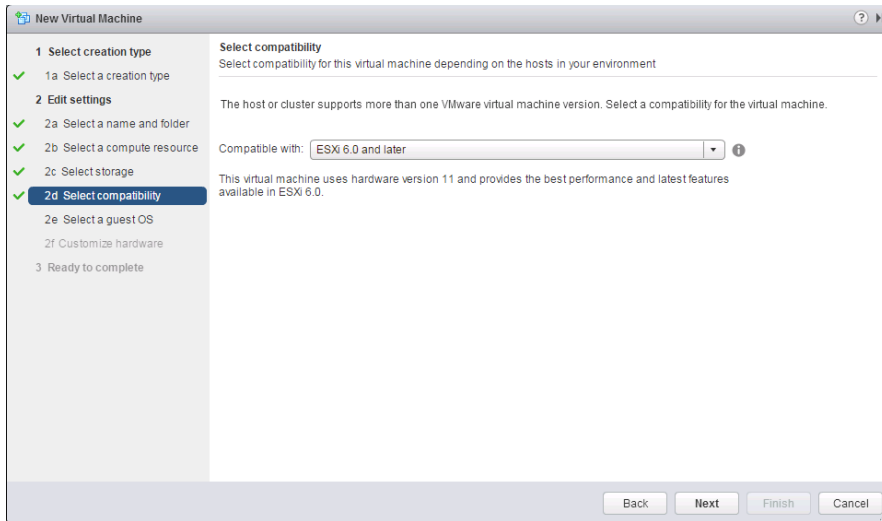 New Virtual Machine
?
1 Select creation type
1a Select a creation type
2 Edit settings
2a Select a name and folder
2b Select a compute resource
2c Select storage
2d Select compatibility
2e Select a guest OS
2f Customize hardware
3 Ready to complete
Select compatibility
Select compatibility for this virtual machine depending on the hosts in your environment
The host or cluster supports more than one VMware virtual machine version. Select a compatibility for the virtual machine.
Compatible with: ESXi 6.0 and later
This virtual machine uses hardware version 11 and provides the best performance and latest features
available in ESXi 6.0.
Back Next Finish Cancel